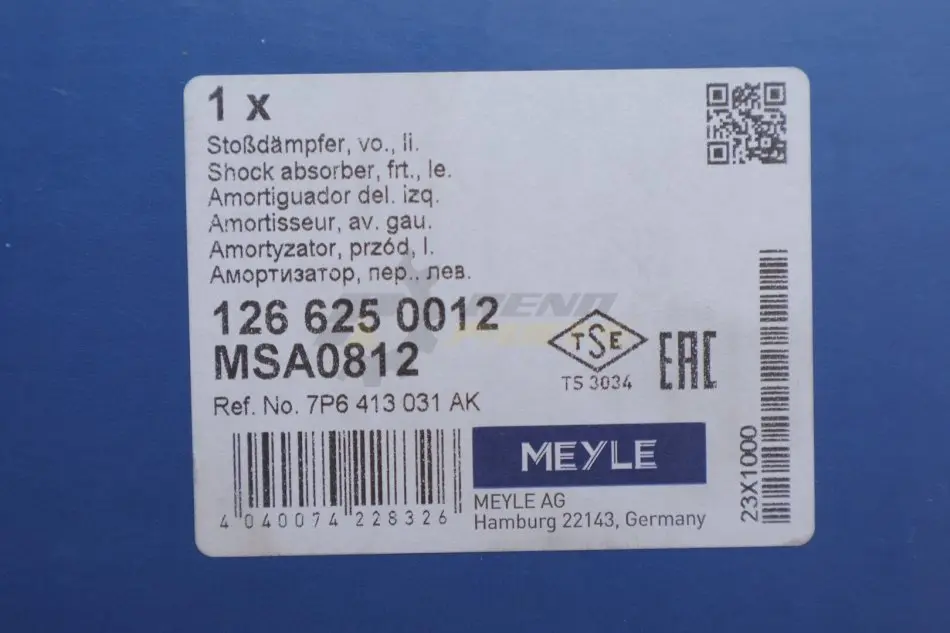 1 x
Stoßdämpfer, vo., li.
Shock absorber, frt., le.
Amortiguador del. izq.
Amortisseur, av. gau.
Amortyzator, przód, l.
Амортизатор, пер., лев.
126 625 0012
MSA0812
Ref. No. 7P6 413 031 AK
TSE
T5 3034
EAC
4 040074 228326
MEYLE
MEYLE AG
Hamburg 22143, Germany
23X1000